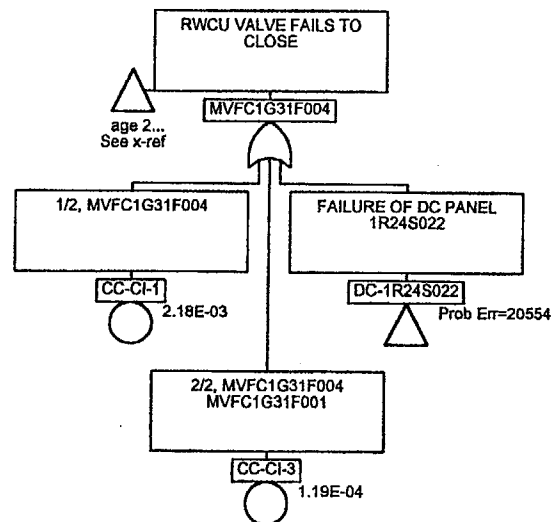 RWCU VALVE FAILS TO
CLOSE
MVFC1G31F004
age 2...
See x-ref
1/2, MVFC1G31F004
CC-CI-1
2.18E-03
FAILURE OF DC PANEL
1R24S022
DC-1R24S022
Prob Err=20554
2/2, MVFC1G31F004
MVFC1G31F001
CC-CI-3
1.19E-04